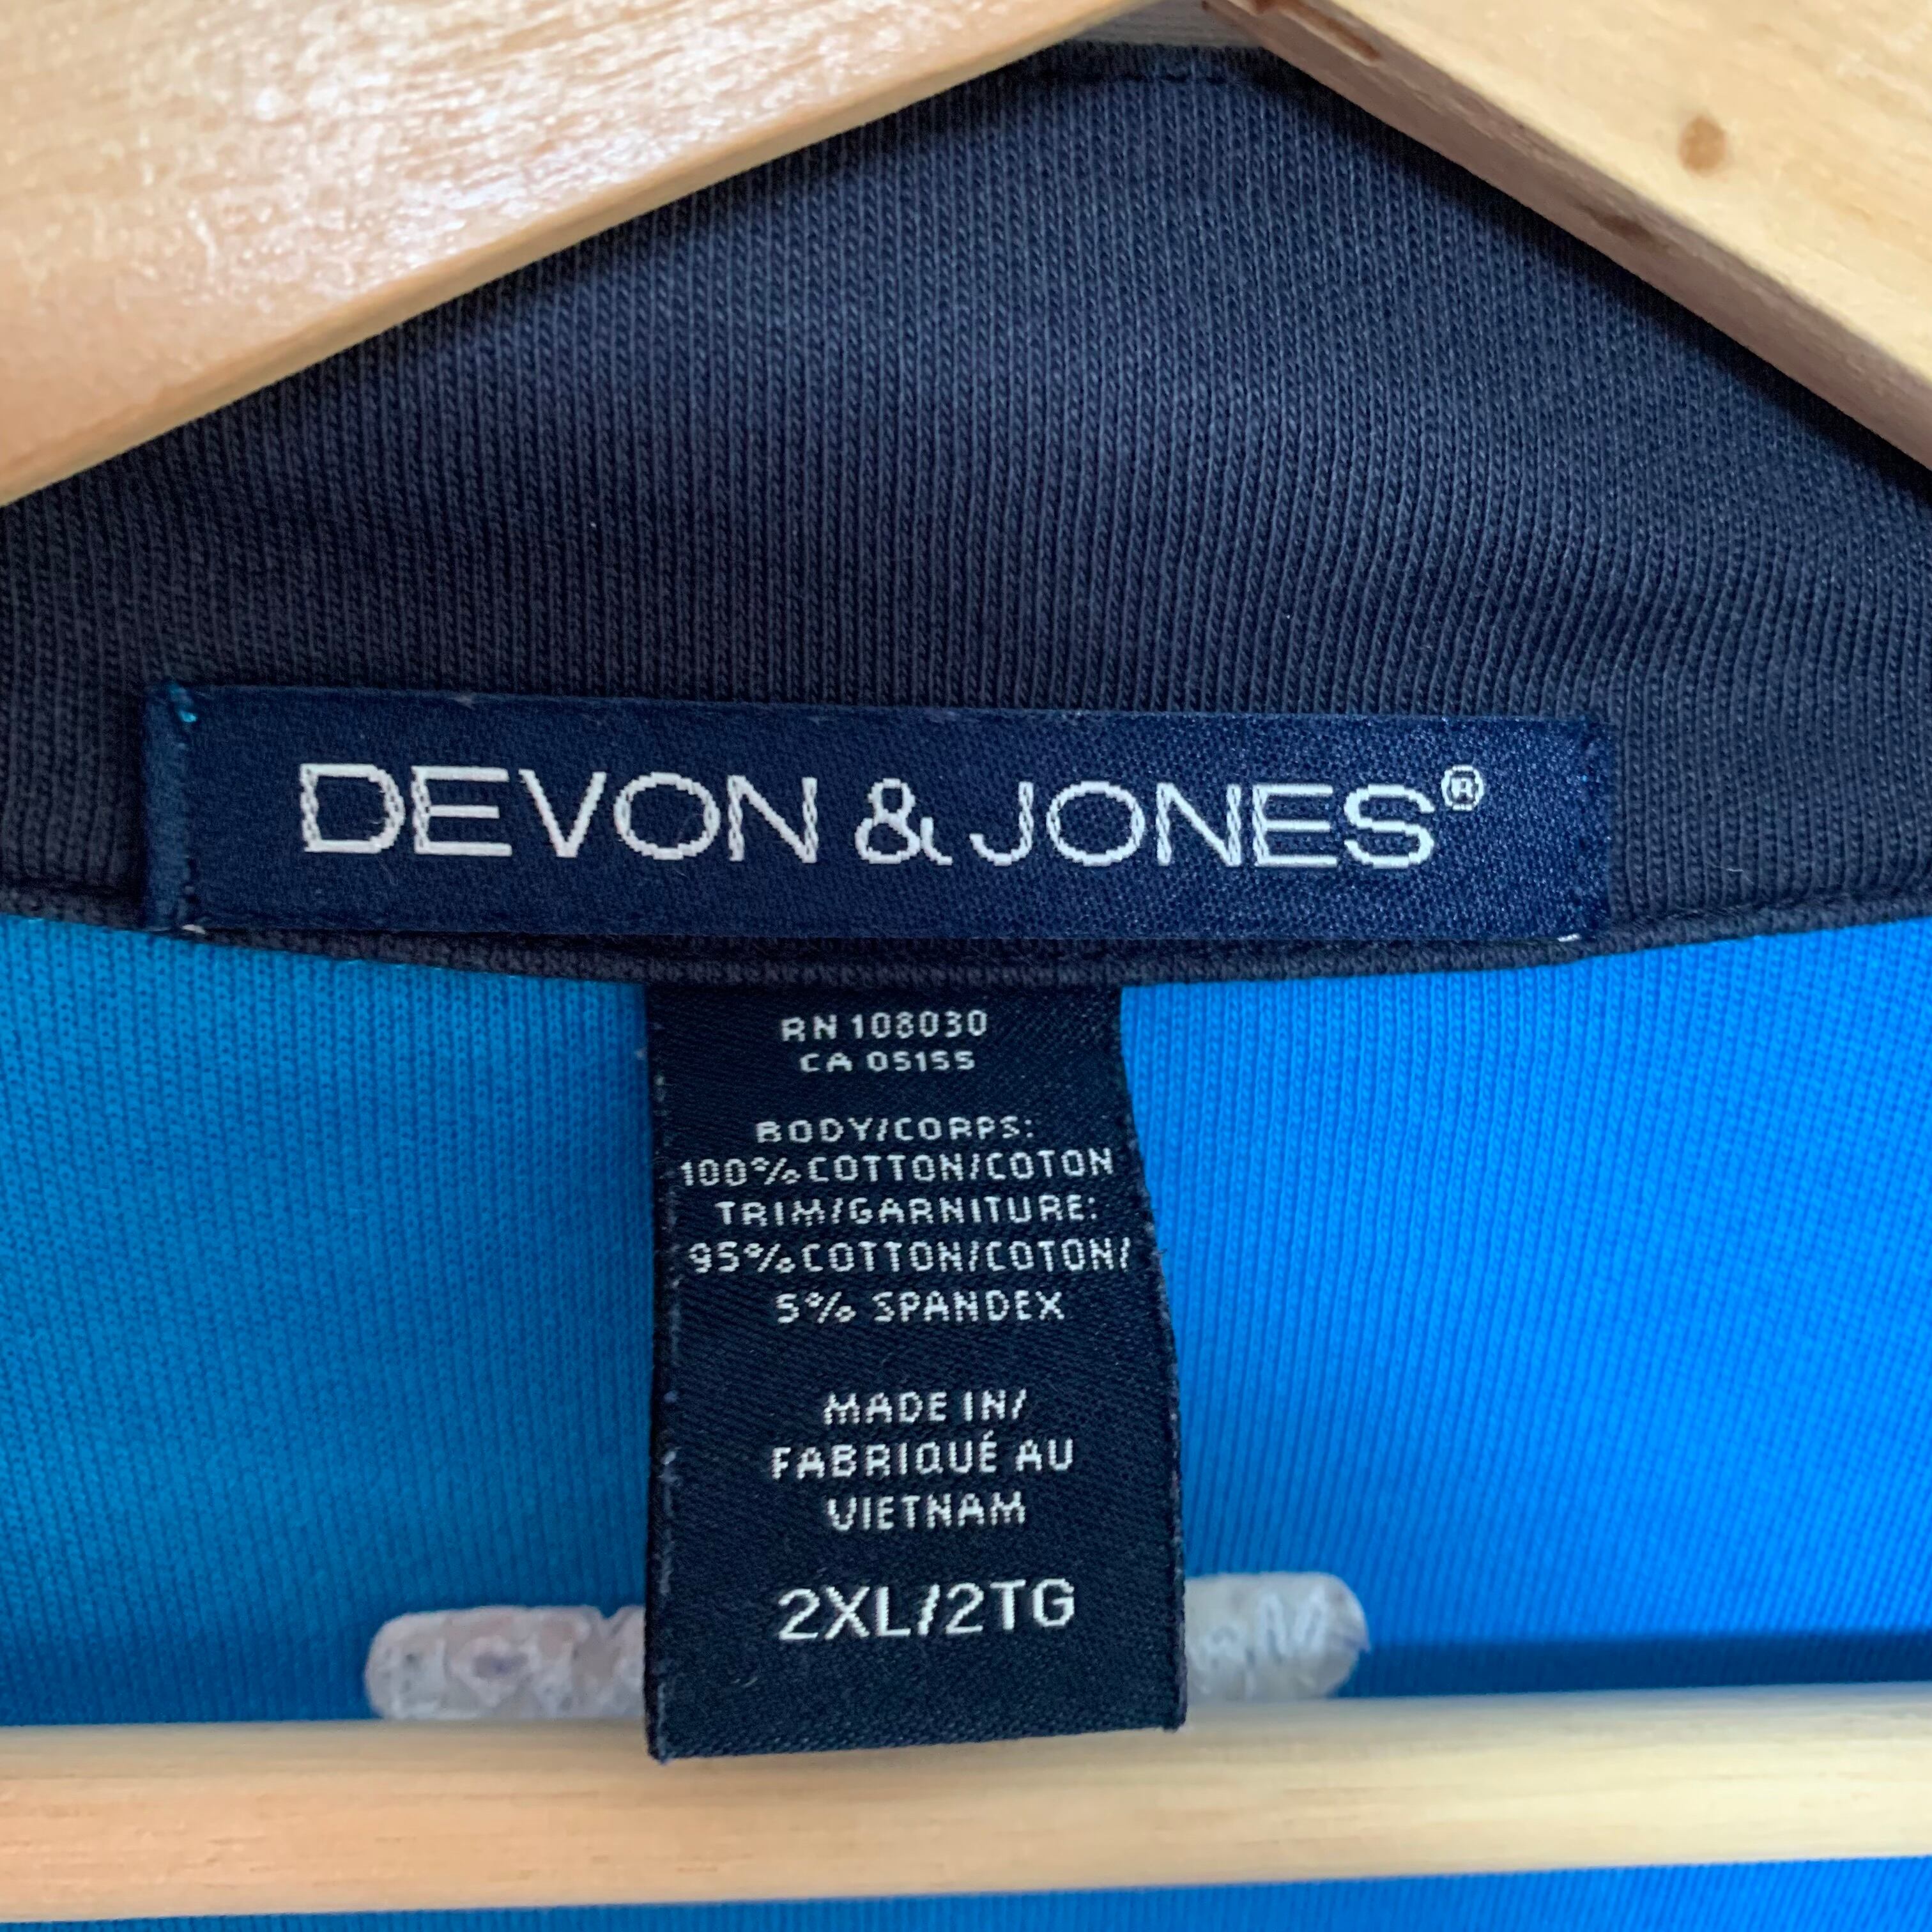 DEVON & JONES®
RN 108030
CA 05155
BODY/CORPS:
100% COTTON/COTON
TRIM/GARNITURE:
95% COTTON/COTON/
5% SPANDEX
MADE IN/
FABRIQUÉ AU
VIETNAM
2XL/2TG